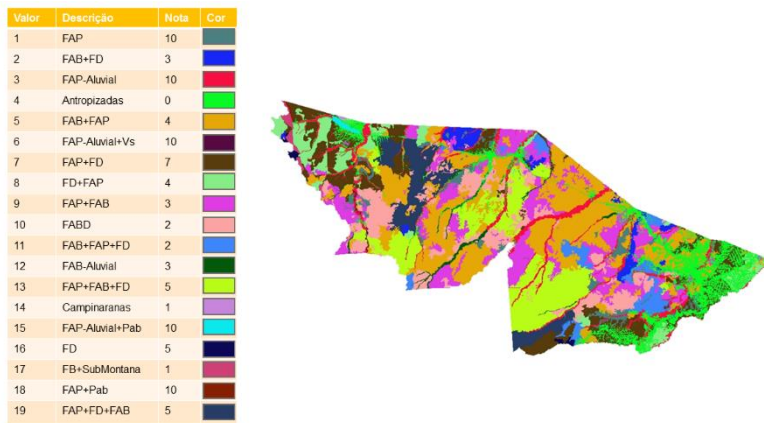 Valor Descrição Nota Cor
1 FAP 10
2 FAB+FD 3
3 FAP-Aluvial 10
4 Antropizadas 0
5 FAB+FAP 4
6 FAP-Aluvial+Vs 10
7 FAP+FD 7
8 FD+FAP 4
9 FAP+FAB 3
10 FABD 2
11 FAB+FAP+FD 2
12 FAB-Aluvial 3
13 FAP+FAB+FD 5
14 Campinaranas 1
15 FAP-Aluvial+Pab 10
16 FD 5
17 FB+SubMontana 1
18 FAP+Pab 10
19 FAP+FD+FAB 5